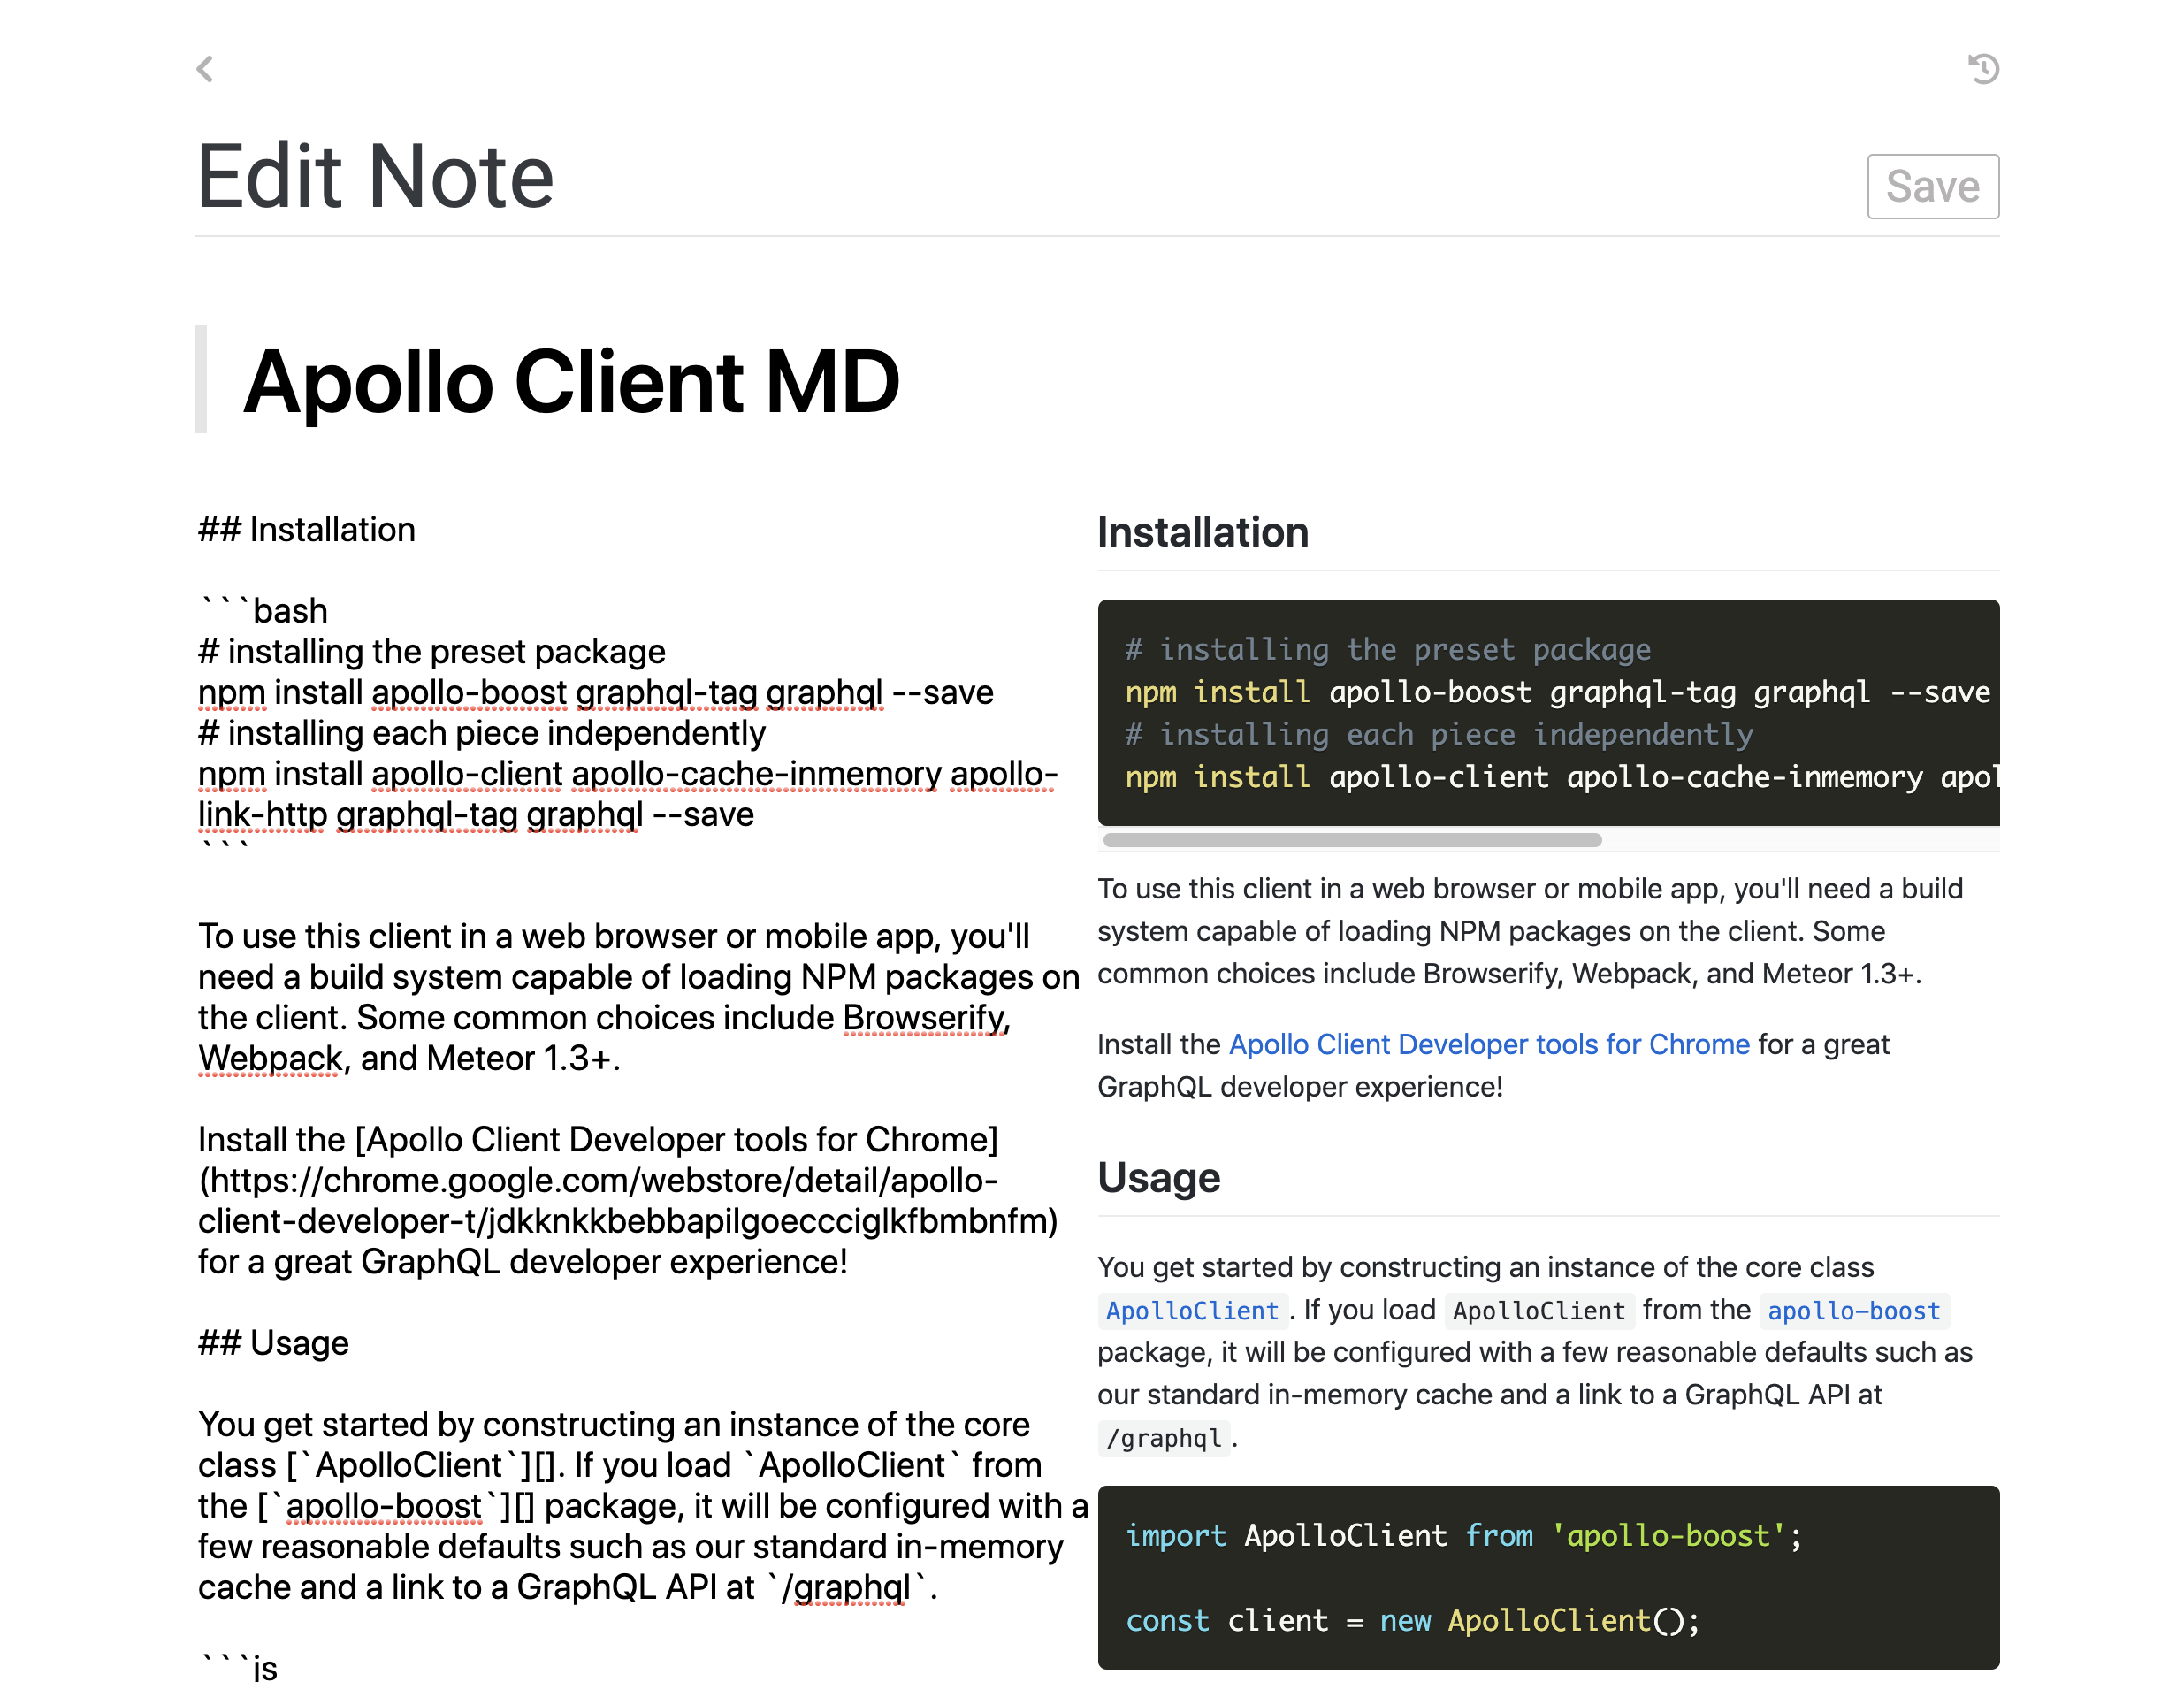 Edit Note
Save
Apollo Client MD
## Installation
```bash
# installing the preset package
npm install apollo-boost graphql-tag graphql --save
# installing each piece independently
npm install apollo-client apollo-cache-inmemory apollo-
link-http graphql-tag graphql --save
```
To use this client in a web browser or mobile app, you'll
need a build system capable of loading NPM packages on
the client. Some common choices include Browserify,
Webpack, and Meteor 1.3+.
Install the [Apollo Client Developer tools for Chrome]
(https://chrome.google.com/webstore/detail/apollo-
client-developer-t/jdkknkkbebbapilgoeccciglkfbmbnfm)
for a great GraphQL developer experience!
## Usage
You get started by constructing an instance of the core
class [`ApolloClient`][]. If you load `ApolloClient` from
the [`apollo-boost`][] package, it will be configured with a
few reasonable defaults such as our standard in-memory
cache and a link to a GraphQL API at `/graphql`.
```js
Installation
# installing the preset package
npm install apollo-boost graphql-tag graphql --save
# installing each piece independently
npm install apollo-client apollo-cache-inmemory apol
To use this client in a web browser or mobile app, you'll need a build
system capable of loading NPM packages on the client. Some
common choices include Browserify, Webpack, and Meteor 1.3+.
Install the Apollo Client Developer tools for Chrome for a great
GraphQL developer experience!
Usage
You get started by constructing an instance of the core class
ApolloClient. If you load ApolloClient from the apollo-boost
package, it will be configured with a few reasonable defaults such as
our standard in-memory cache and a link to a GraphQL API at
/graphql.
import ApolloClient from 'apollo-boost';
const client = new ApolloClient();